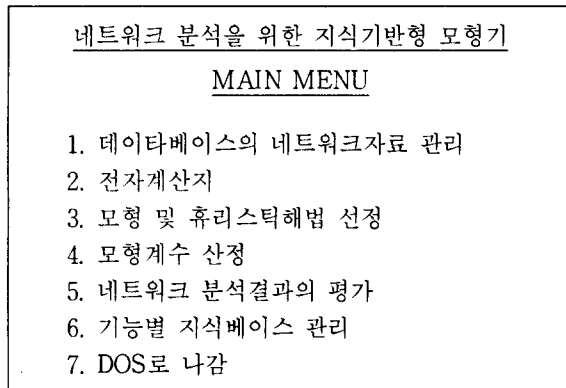 네트워크 분석을 위한 지식기반형 모형기
MAIN MENU
1. 데이타베이스의 네트워크자료 관리
2. 전자계산지
3. 모형 및 휴리스틱해법 선정
4. 모형계수 산정
5. 네트워크 분석결과의 평가
6. 기능별 지식베이스 관리
7. DOS로 나감